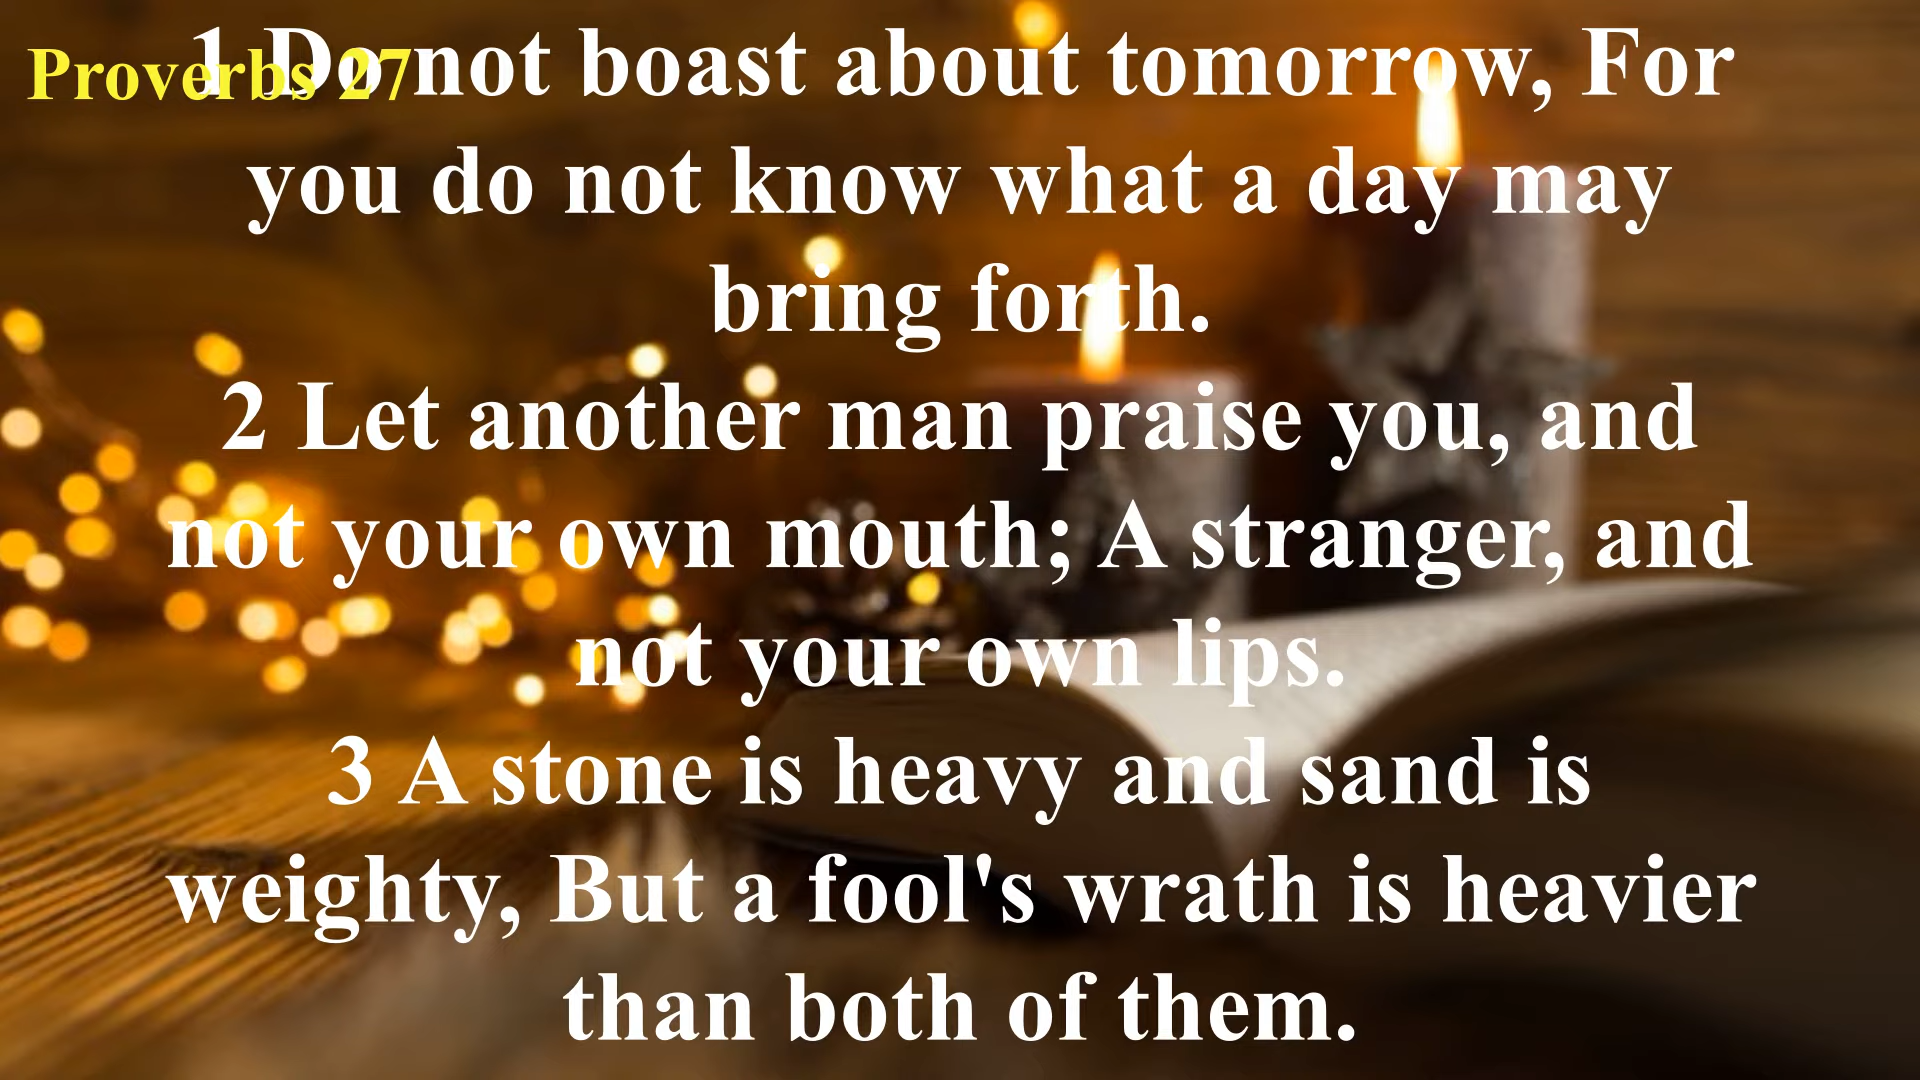 Proverbs 27
1 Do not boast about tomorrow, For
you do not know what a day may
bring forth.
2 Let another man praise you, and
not your own mouth; A stranger, and
not your own lips.
3 A stone is heavy and sand is
weighty, But a fool's wrath is heavier
than both of them.